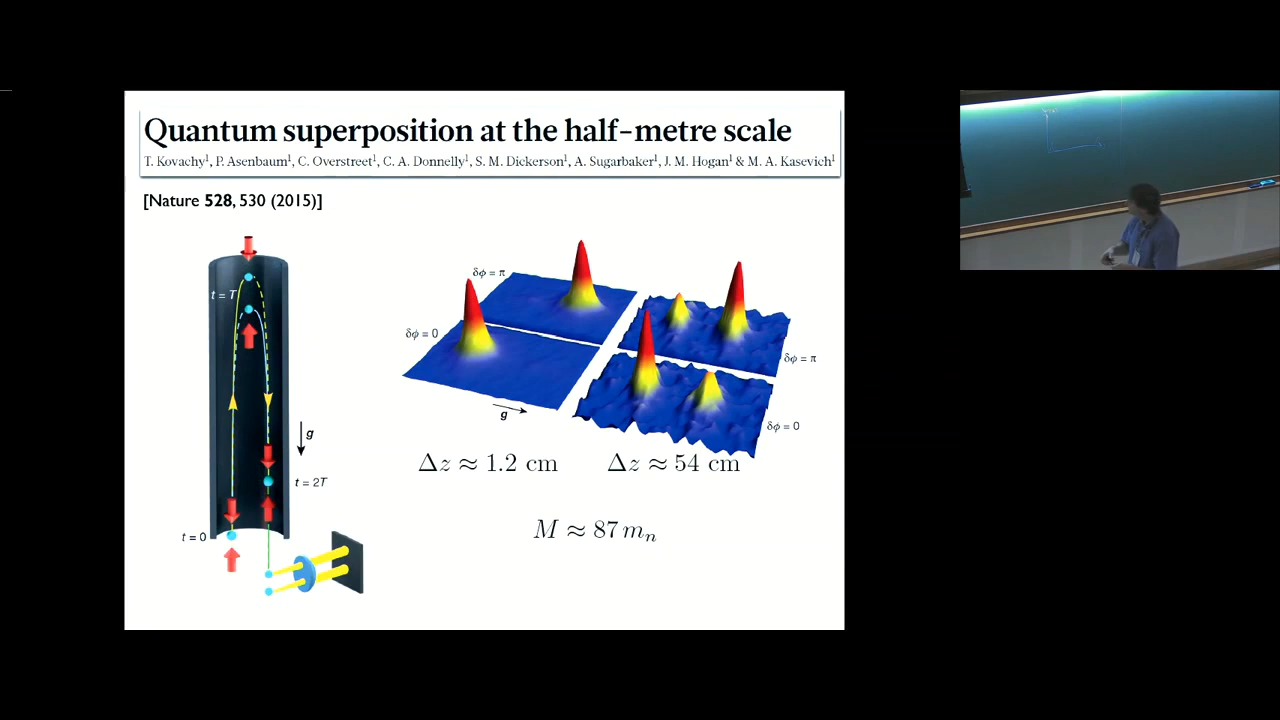 Quantum superposition at the half-metre scale
T. Kovachy¹, P. Asenbaum¹, C. Overstreet¹, C. A. Donnelly¹, S. M. Dickerson¹, A. Sugarbaker¹, J. M. Hogan¹ & M. A. Kasevich¹
[Nature 528, 530 (2015)]
t = T
g
t = 2T
t = 0
δϕ = π
δϕ = 0
g
δϕ = π
δϕ = 0
Δz ≈ 1.2 cm
Δz ≈ 54 cm
M ≈ 87 mₙ